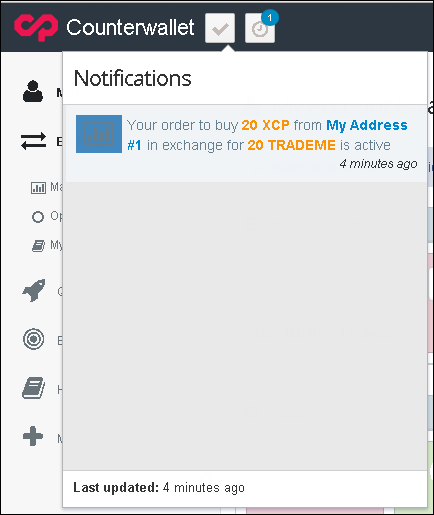 Counterwallet
1
Notifications
Your order to buy 20 XCP from My Address
#1 in exchange for 20 TRADEME is active
4 minutes ago
Ma
Op
My
Last updated: 4 minutes ago